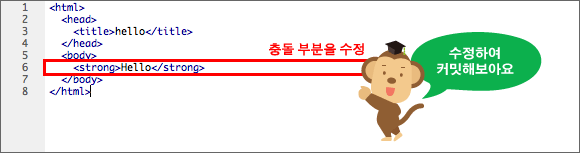 1 <html>
2 <head>
3 <title>hello</title>
4 </head>
5 <body>
충돌 부분을 수정
6 <strong>Hello</strong>
7 </body>
8 </html>
수정하여
커밋해보아요